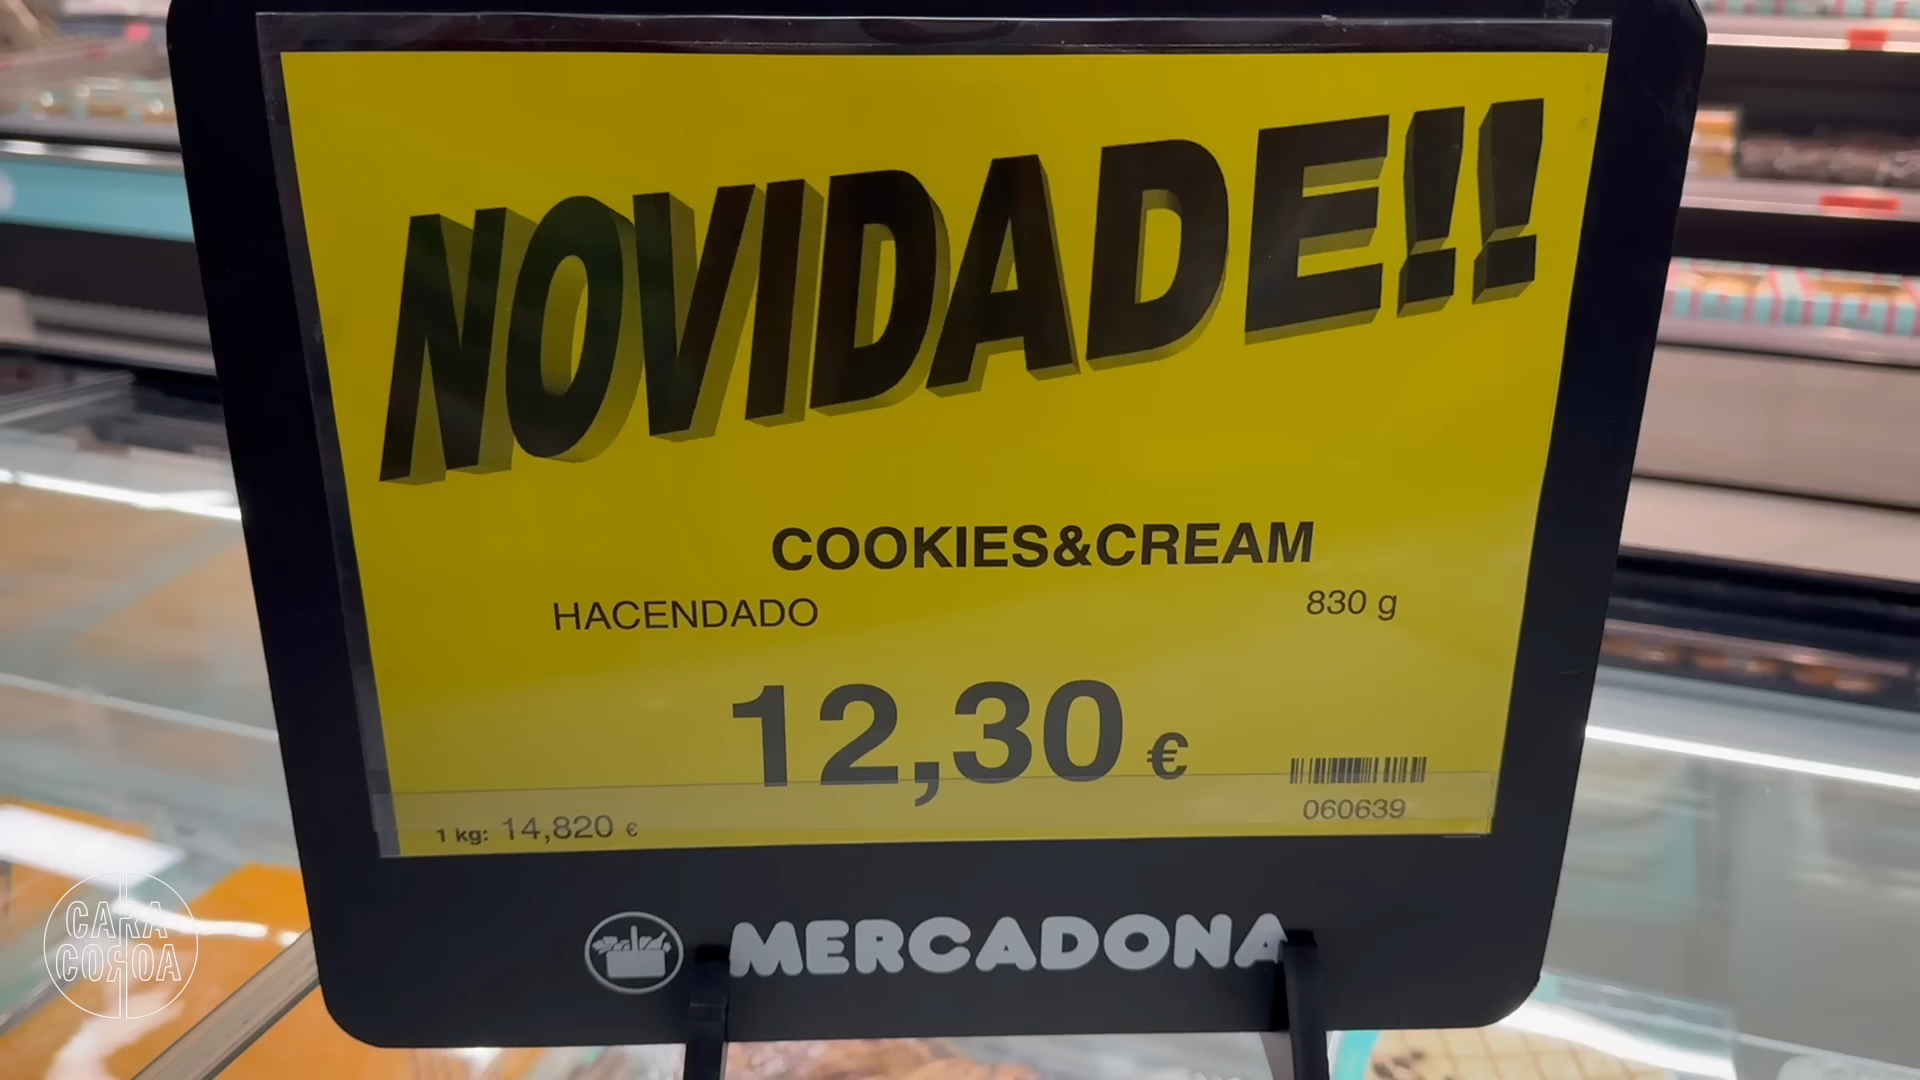 NOVIDADE!!
COOKIES&CREAM
HACENDADO 830 g
12,30 €
1 kg: 14,820 €
060639
MERCADONA
CARA
COROA